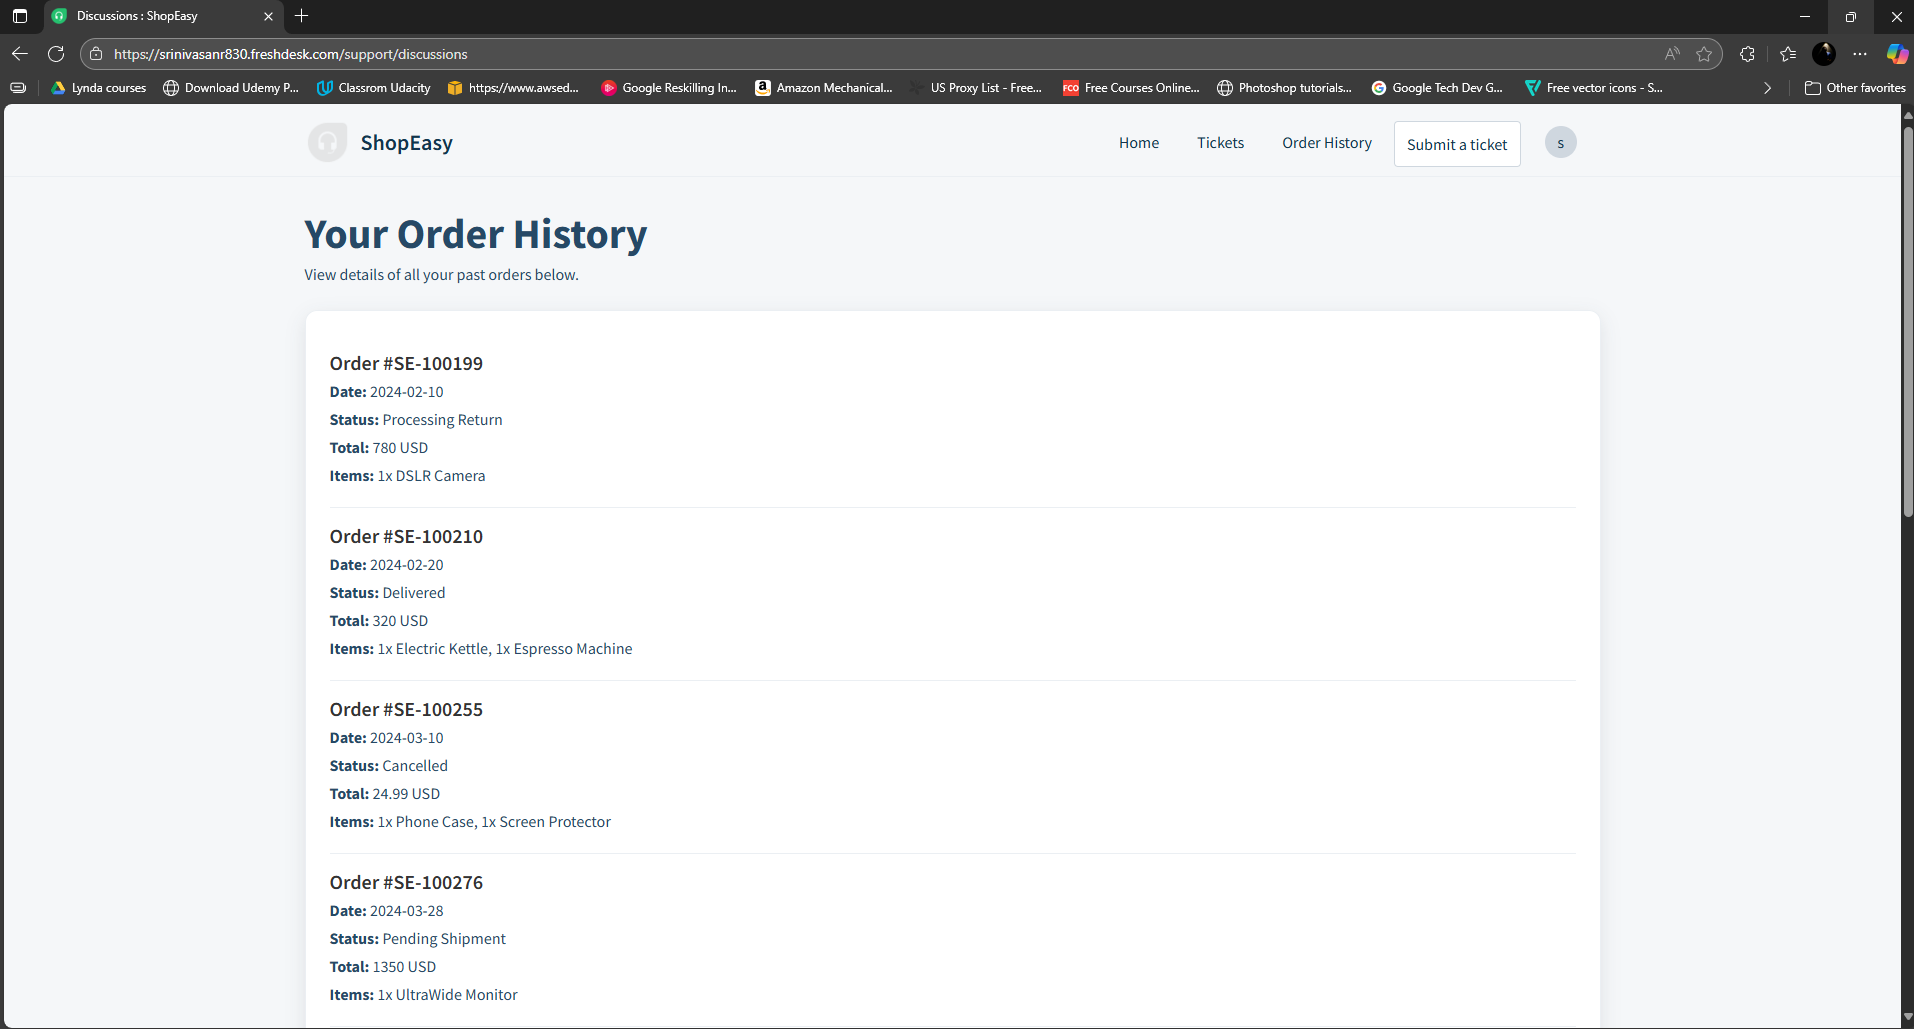 Discussions : ShopEasy
https://srinivasanr830.freshdesk.com/support/discussions
Lynda courses
Download Udemy P...
Classrom Udacity
https://www.awsed...
Google Reskilling In...
Amazon Mechanical...
US Proxy List - Free...
FCO
Free Courses Online...
Photoshop tutorials...
Google Tech Dev G...
Free vector icons - S...
Other favorites
ShopEasy
Home
Tickets
Order History
Submit a ticket
s
Your Order History
View details of all your past orders below.
Order #SE-100199
Date: 2024-02-10
Status: Processing Return
Total: 780 USD
Items: 1x DSLR Camera
Order #SE-100210
Date: 2024-02-20
Status: Delivered
Total: 320 USD
Items: 1x Electric Kettle, 1x Espresso Machine
Order #SE-100255
Date: 2024-03-10
Status: Cancelled
Total: 24.99 USD
Items: 1x Phone Case, 1x Screen Protector
Order #SE-100276
Date: 2024-03-28
Status: Pending Shipment
Total: 1350 USD
Items: 1x UltraWide Monitor